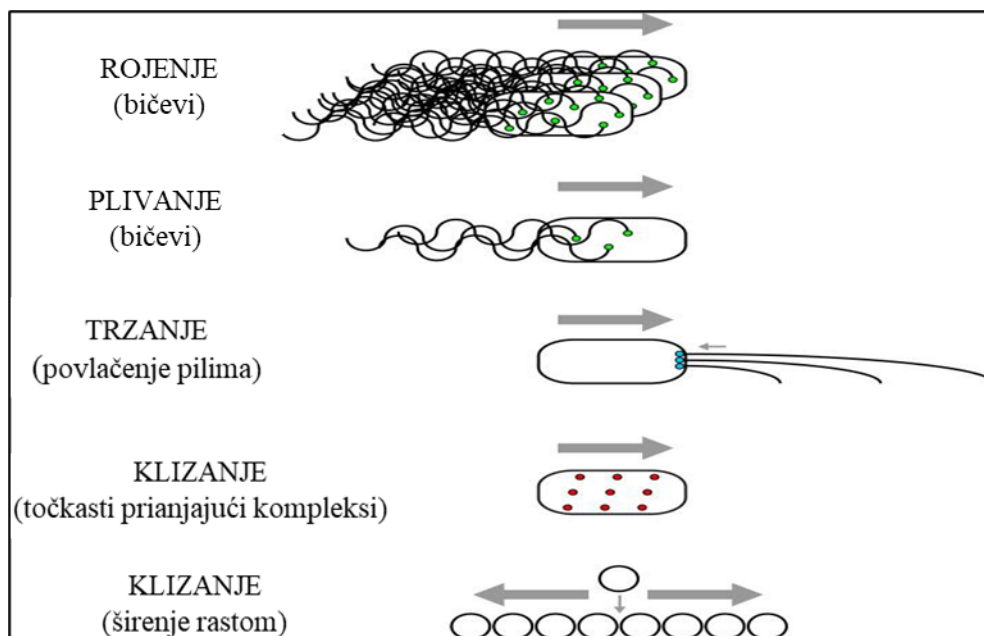 ROJENJE
(bičevi)
PLIVANJE
(bičevi)
TRZANJE
(povlačenje pilima)
KLIZANJE
(točkasti prianjajući kompleksi)
KLIZANJE
(širenje rastom)